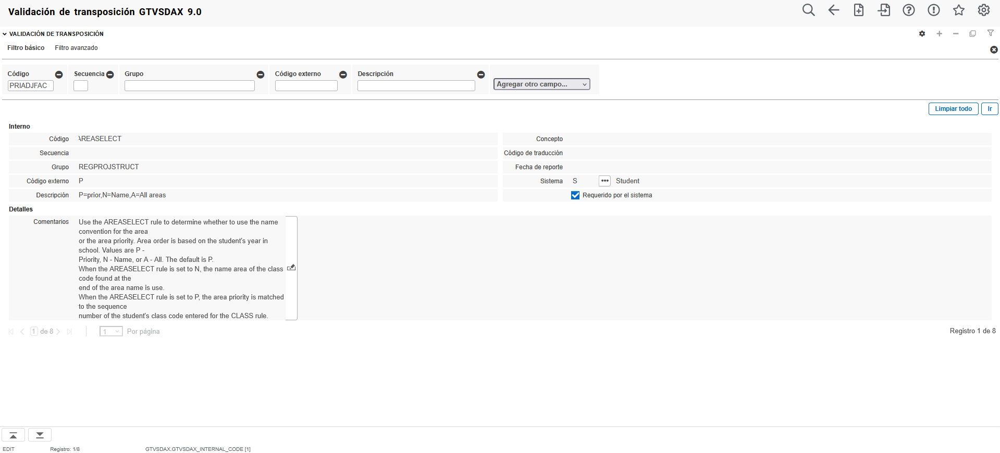 Validación de transposición GTVSDAX 9.0
VALIDACIÓN DE TRANSPOSICIÓN
Filtro básico Filtro avanzado
Código Secuencia Grupo Código externo Descripción
PRIADJFAC Agregar otro campo...
Limpiar todo Ir
Interno
Código AREASELECT Concepto
Secuencia Código de traducción
Grupo REGPROJSTRUCT Fecha de reporte
Código externo P Sistema S Student
Descripción P=prior,N=Name,A=All areas Requerido por el sistema
Detalles
Comentarios Use the AREASELECT rule to determine whether to use the name
convention for the area
or the area priority. Area order is based on the student's year in
school. Values are P -
Priority, N - Name, or A - All. The default is P.
When the AREASELECT rule is set to N, the name area of the class
code found at the
end of the area name is use.
When the AREASELECT rule is set to P, the area priority is matched
to the sequence
number of the student's class code entered for the CLASS rule.
1 de 8 1 Por página Registro 1 de 8
EDIT Registro: 1/8 GTVSDAX.GTVSDAX_INTERNAL_CODE [1]